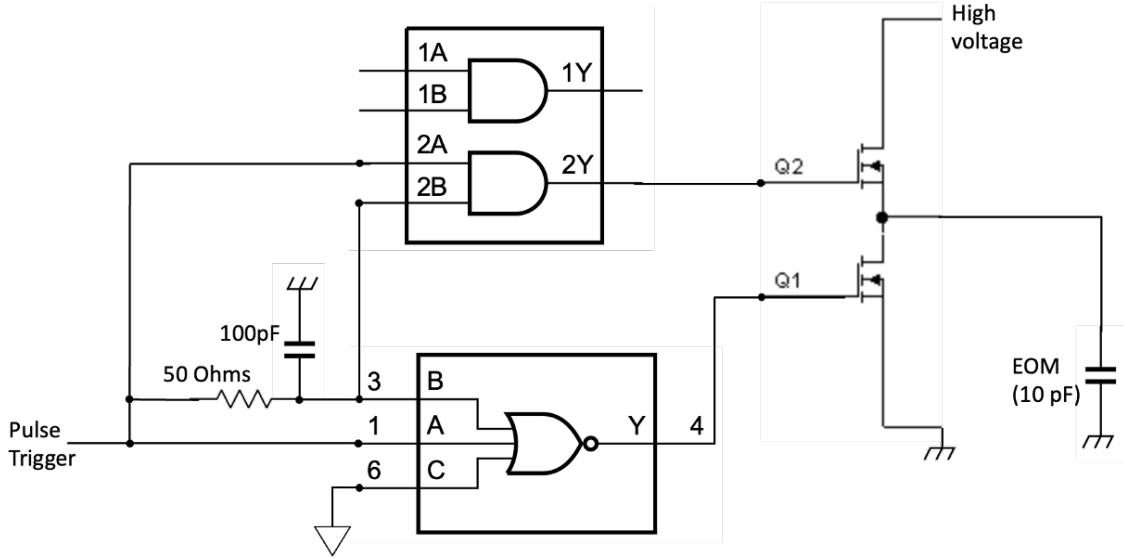 High
voltage
1A
1Y
1B
2A
2Y
2B
Q2
Q1
100pF
50 Ohms
3
B
EOM
(10 pF)
Pulse
Trigger
1
A
Y
4
6
C